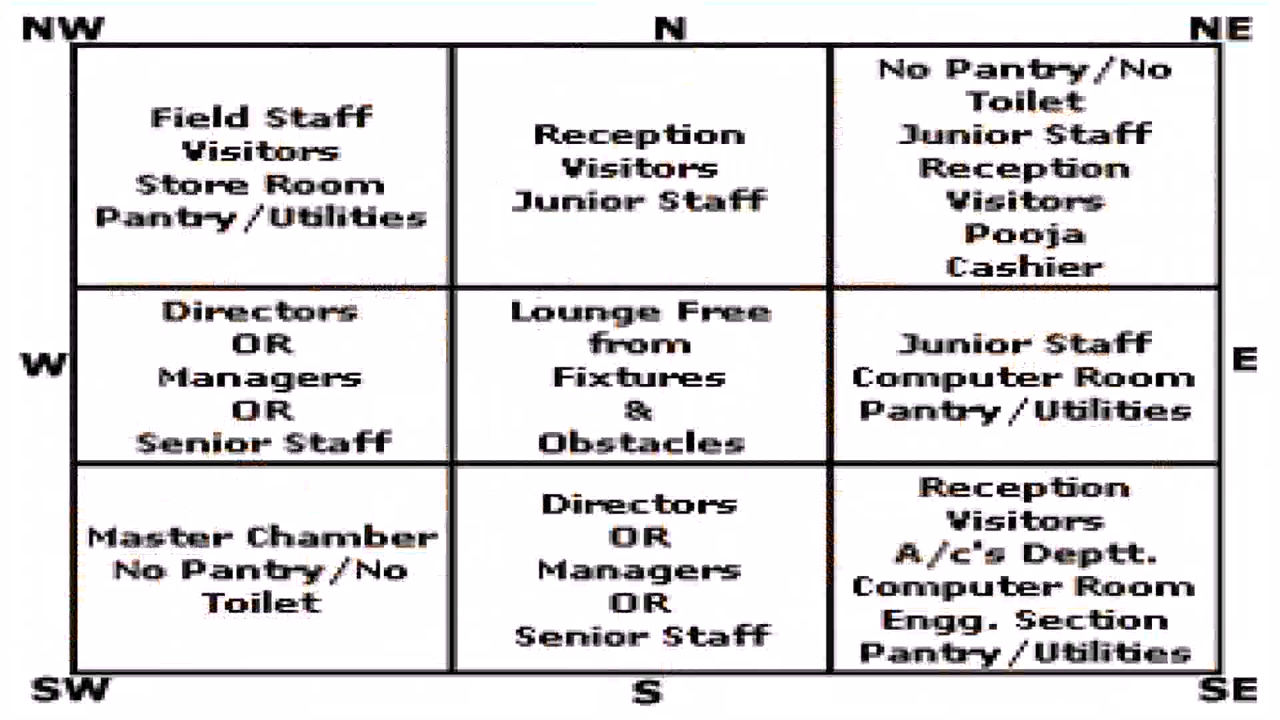 NW
N
NE
Field Staff
Visitors
Store Room
Pantry/Utilities
Reception
Visitors
Junior Staff
No Pantry/No
Toilet
Junior Staff
Reception
Visitors
Pooja
Cashier
W
Directors
OR
Managers
OR
Senior Staff
Lounge Free
from
Fixtures
&
Obstacles
Junior Staff
Computer Room
Pantry/Utilities
E
Master Chamber
No Pantry/No
Toilet
Directors
OR
Managers
OR
Senior Staff
Reception
Visitors
A/c's Deptt.
Computer Room
Engg. Section
Pantry/Utilities
SW
S
SE